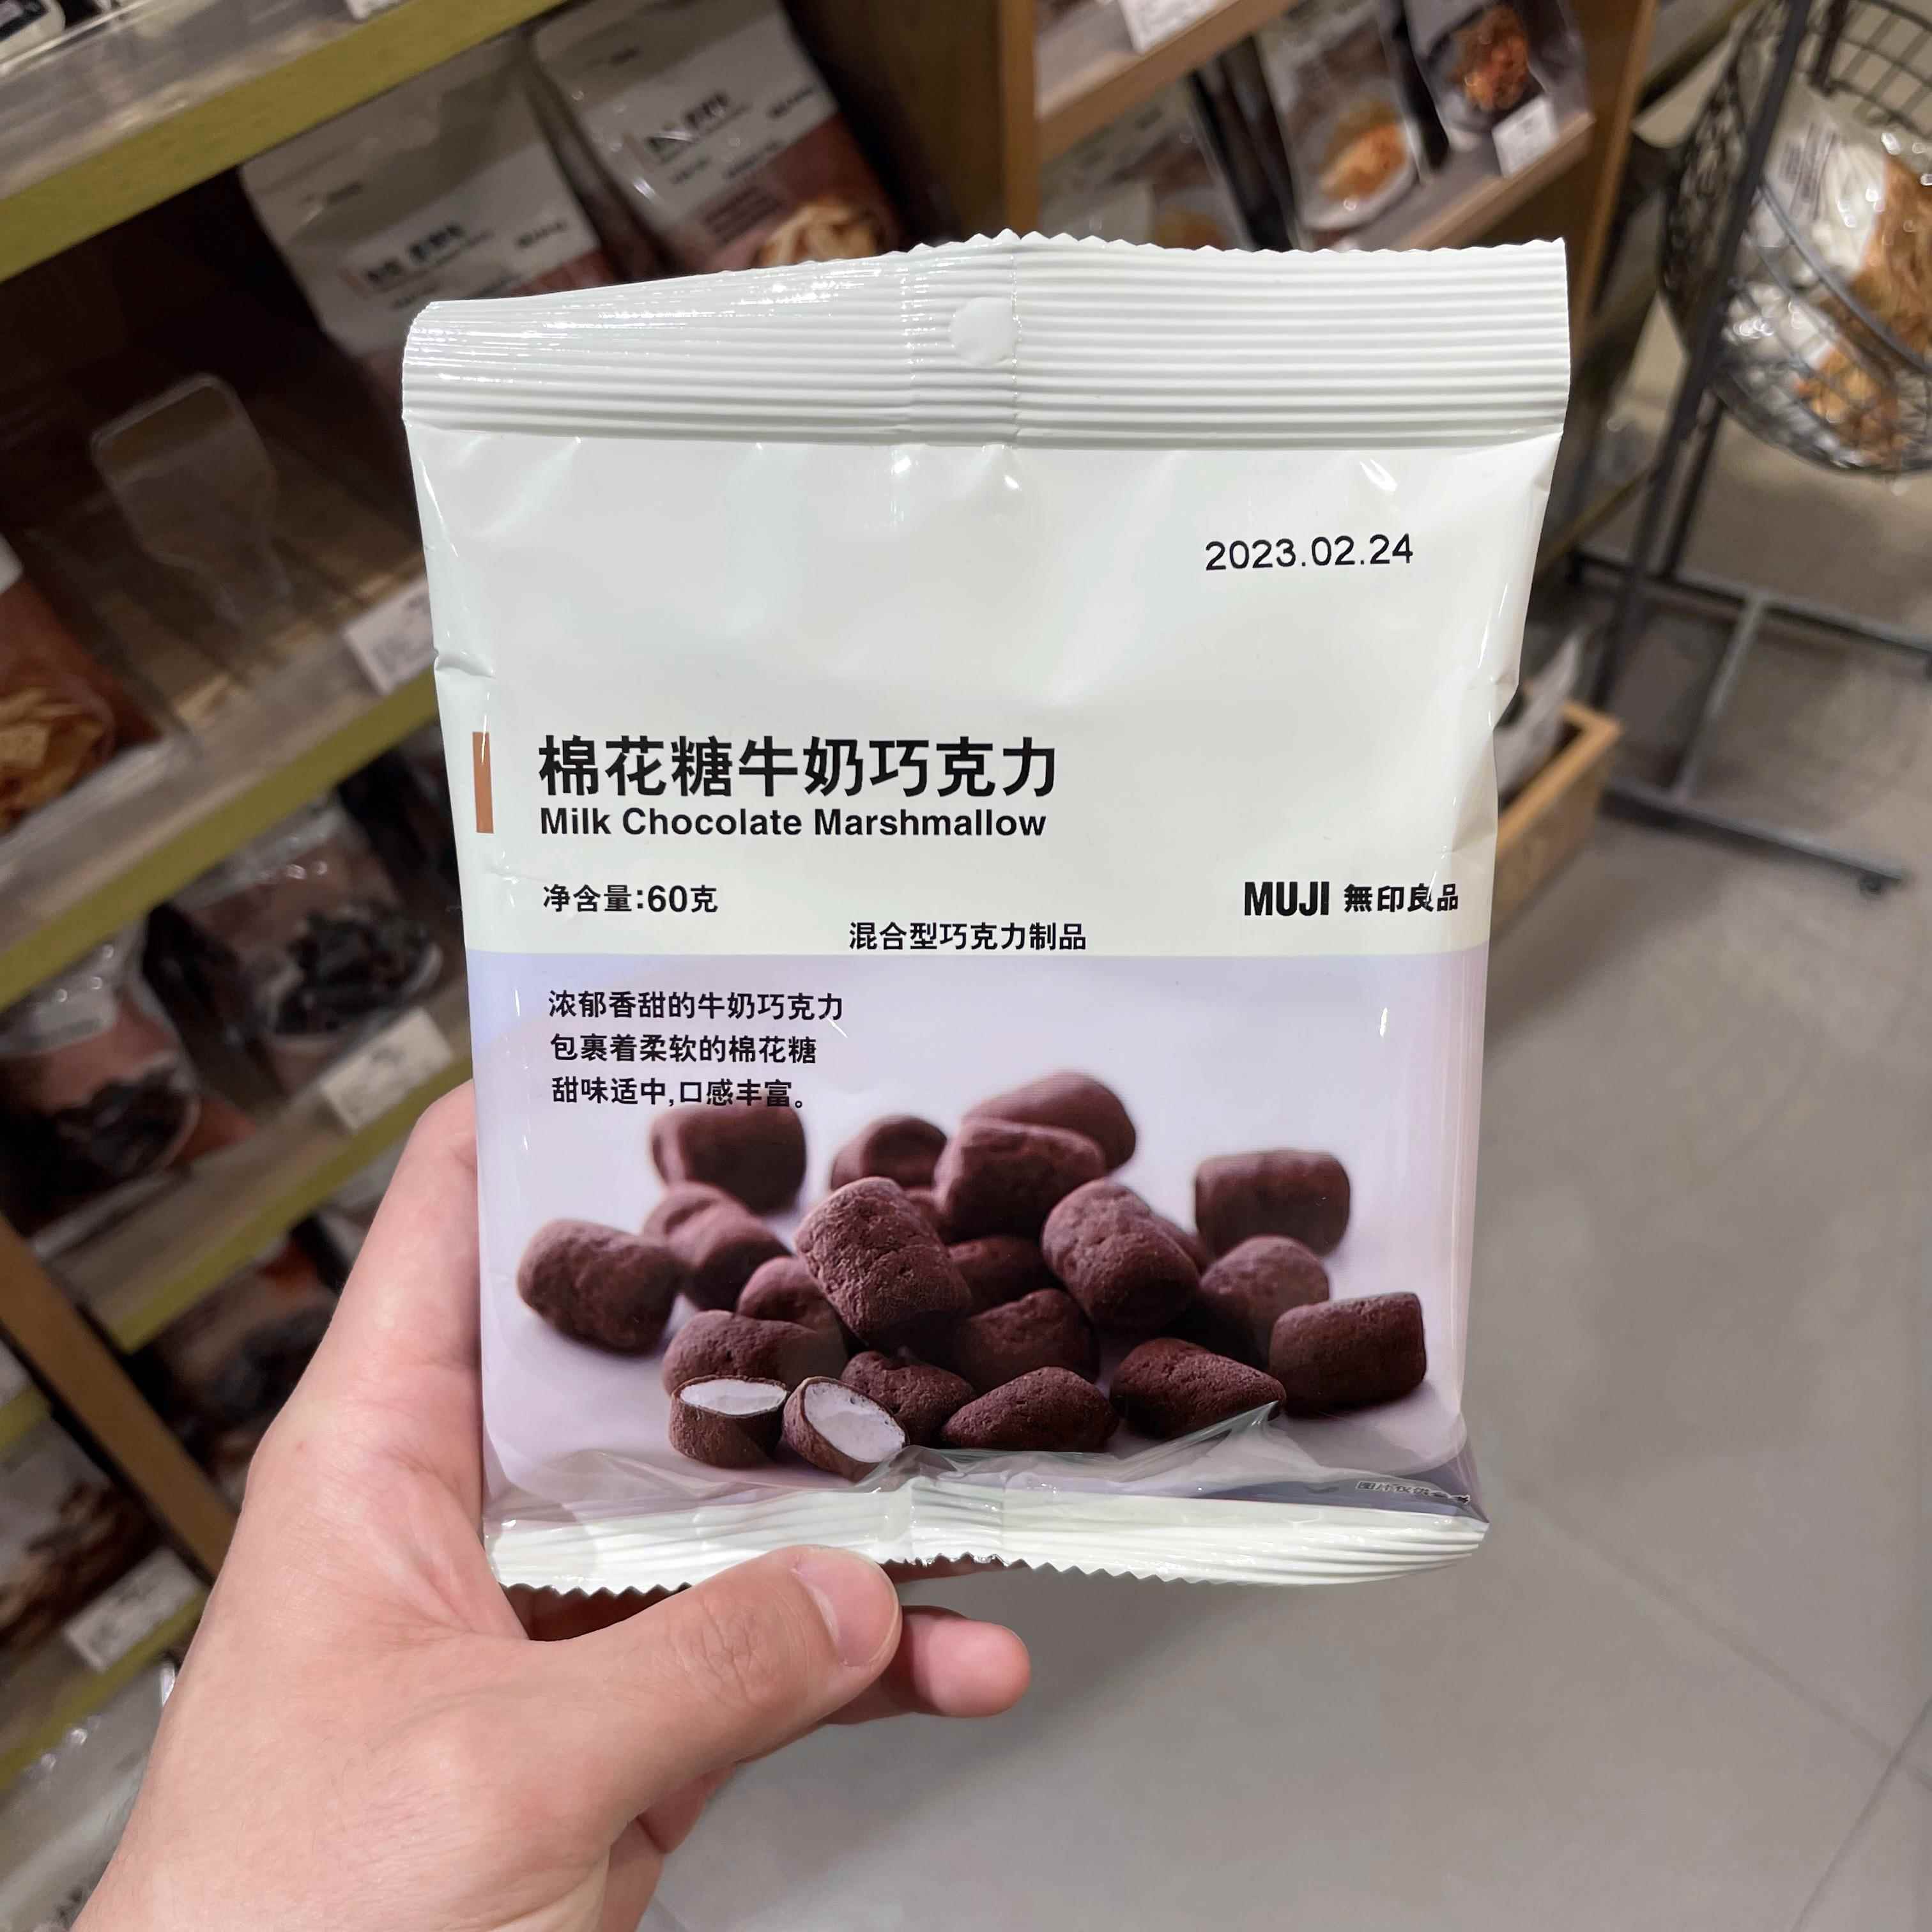 2023.02.24
棉花糖牛奶巧克力
Milk Chocolate Marshmallow
净含量:60克
MUJI 無印良品
混合型巧克力制品
浓郁香甜的牛奶巧克力
包裹着柔软的棉花糖
甜味适中,口感丰富。